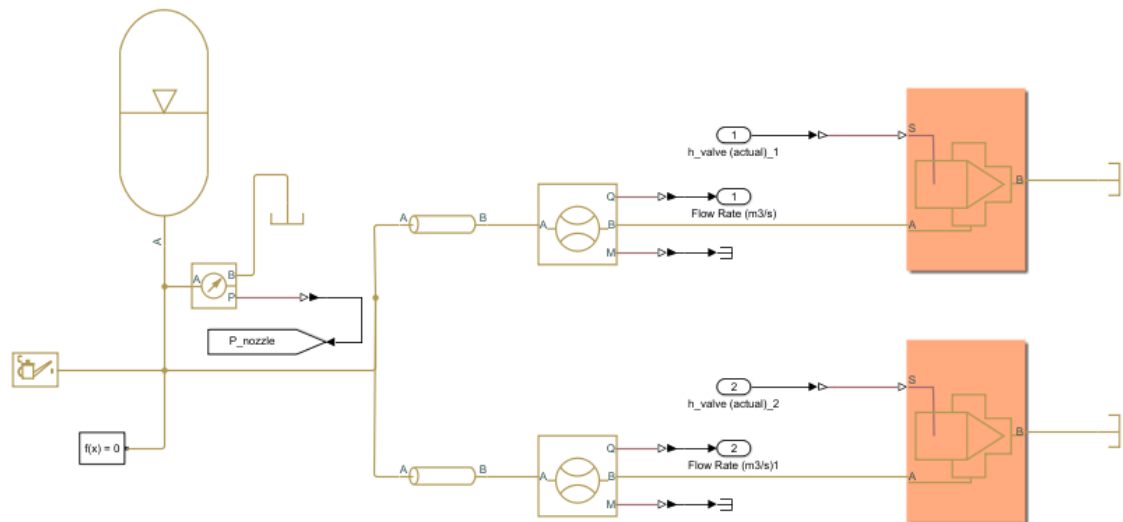 S
1
h_valve (actual)_1
B
Q
1
A
B
A
B
A
Flow Rate (m3/s)
M
A
B
A
P
P_nozzle
S
2
h_valve (actual)_2
f(x) = 0
B
Q
2
A
B
A
B
A
Flow Rate (m3/s)1
M